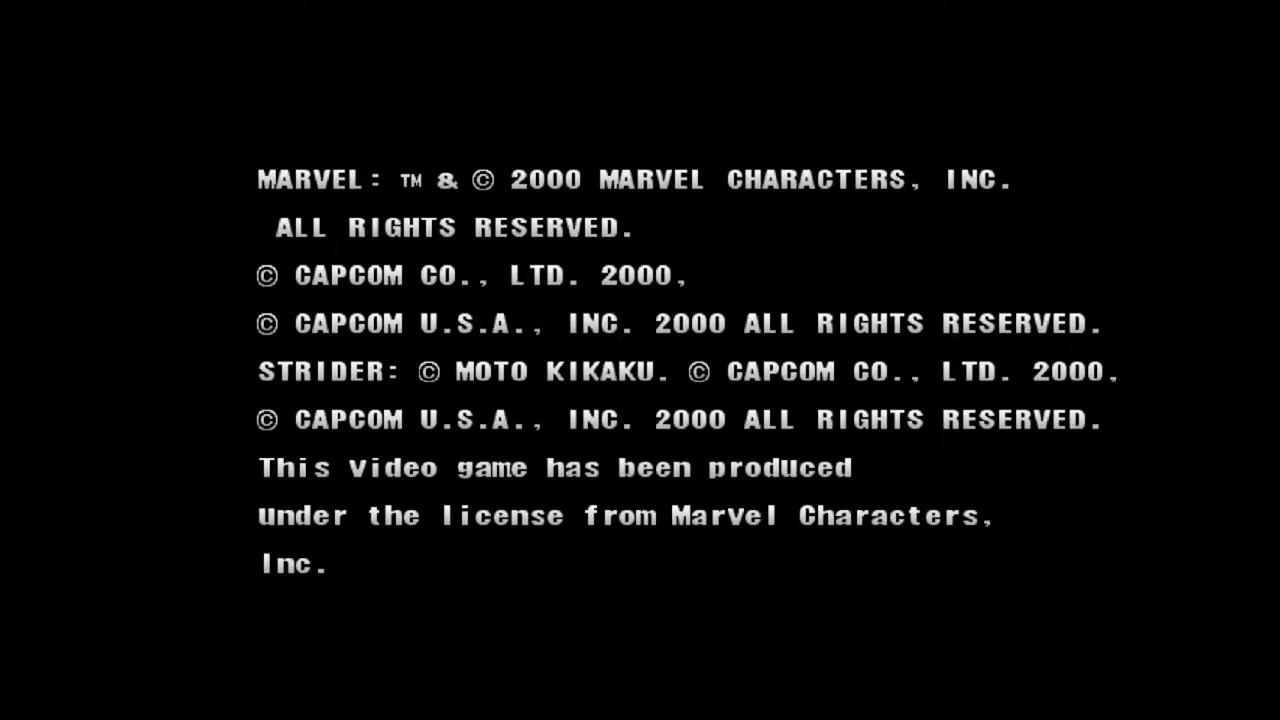 MARVEL: ™ & © 2000 MARVEL CHARACTERS, INC.
ALL RIGHTS RESERVED.
© CAPCOM CO., LTD. 2000,
© CAPCOM U.S.A., INC. 2000 ALL RIGHTS RESERVED.
STRIDER: © MOTO KIKAKU. © CAPCOM CO., LTD. 2000,
© CAPCOM U.S.A., INC. 2000 ALL RIGHTS RESERVED.
This video game has been produced
under the license from Marvel Characters,
Inc.